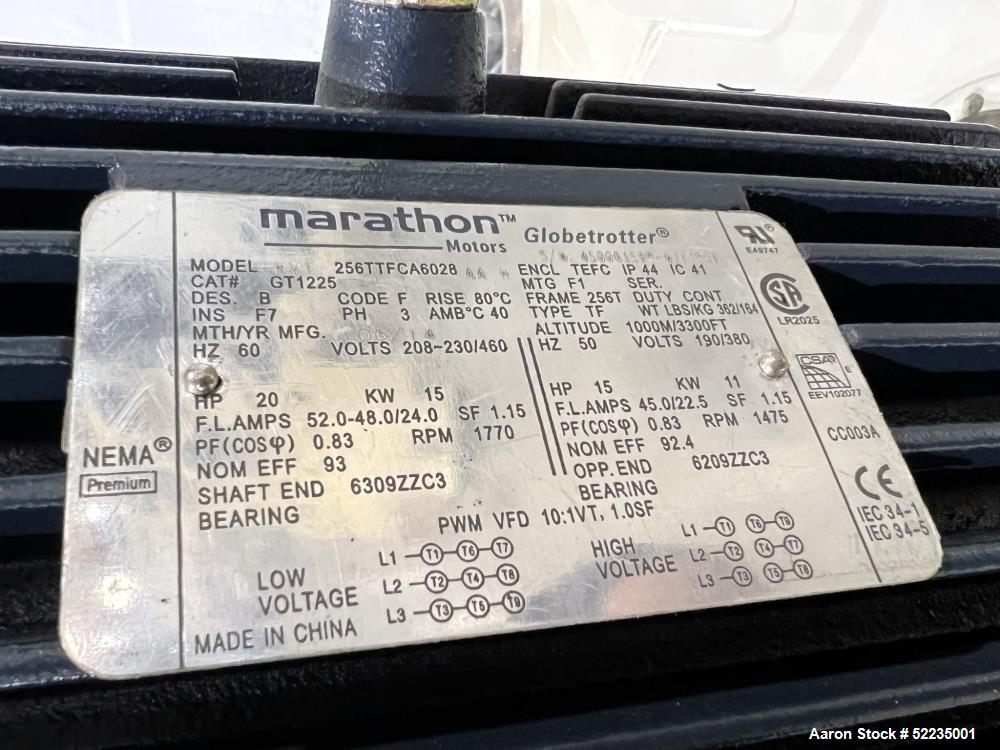 marathon™
Motors Globetrotter®
MODEL 256TTFCA6028 AA ENCL TEFC IP 44 IC 41
CAT# GT1225 MTG F1 SER.
DES. B CODE F RISE 80°C FRAME 256T DUTY CONT
INS F7 PH 3 AMB°C 40 TYPE TF WT LBS/KG 362/164
MTH/YR MFG. 06/14 ALTITUDE 1000M/3300FT
HZ 60 VOLTS 208~230/460 HZ 50 VOLTS 190/380
HP 20 KW 15
F.L.AMPS 52.0-48.0/24.0 SF 1.15
PF(COSφ) 0.83 RPM 1770
NOM EFF 93
SHAFT END 6309ZZC3
BEARING
HP 15 KW 11
F.L.AMPS 45.0/22.5 SF 1.15
PF(COSφ) 0.83 RPM 1475
NOM EFF 92.4
OPP.END 6209ZZC3
BEARING
PWM VFD 10:1VT, 1.0SF
LOW
VOLTAGE
L1 T1 T6 T7
L2 T2 T4 T8
L3 T3 T5 T9
HIGH
VOLTAGE
L1 T1 T6 T9
L2 T2 T4 T7
L3 T3 T5 T8
MADE IN CHINA
NEMA®
Premium
E49747
LR2025
CSA
EEV102077
CC003A
CE
IEC 34-1
IEC 34-5
Aaron Stock # 52235001